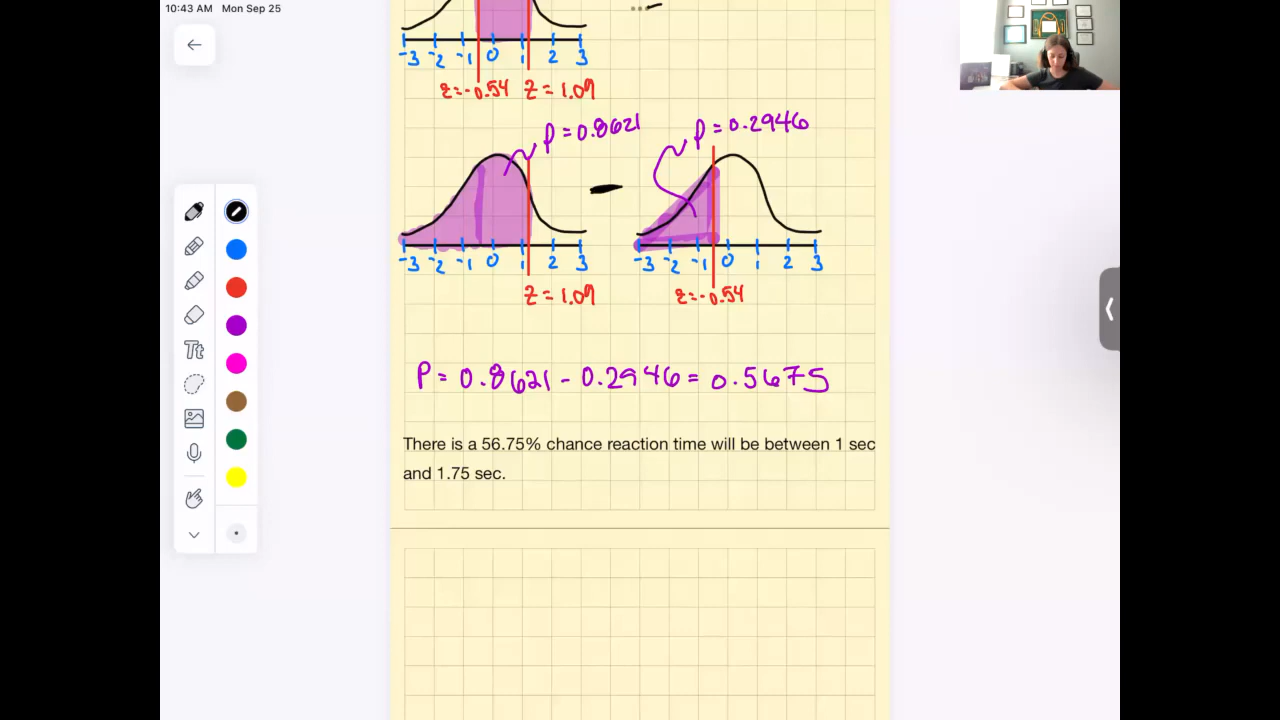 10:43 AM Mon Sep 25
-3 -2 -1 0 1 2 3
z=-0.54 z = 1.09
P = 0.8621 P = 0.2946
-
-3 -2 -1 0 1 2 3
-3 -2 -1 0 1 2 3
z = 1.09 z=-0.54
P = 0.8621 - 0.2946 = 0.5675
There is a 56.75% chance reaction time will be between 1 sec
and 1.75 sec.
Tt